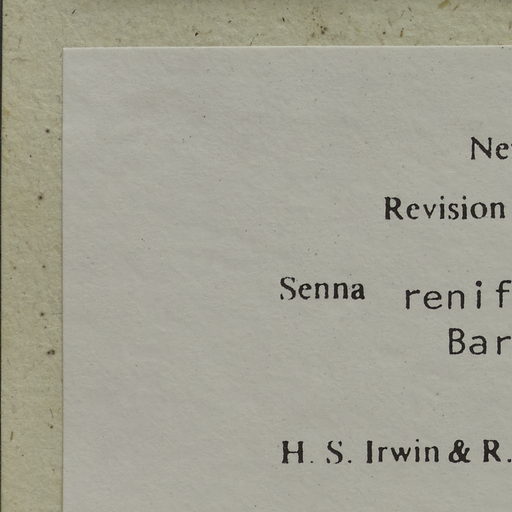 Ne
Revision
Senna renif
Bar
H. S. Irwin & R.